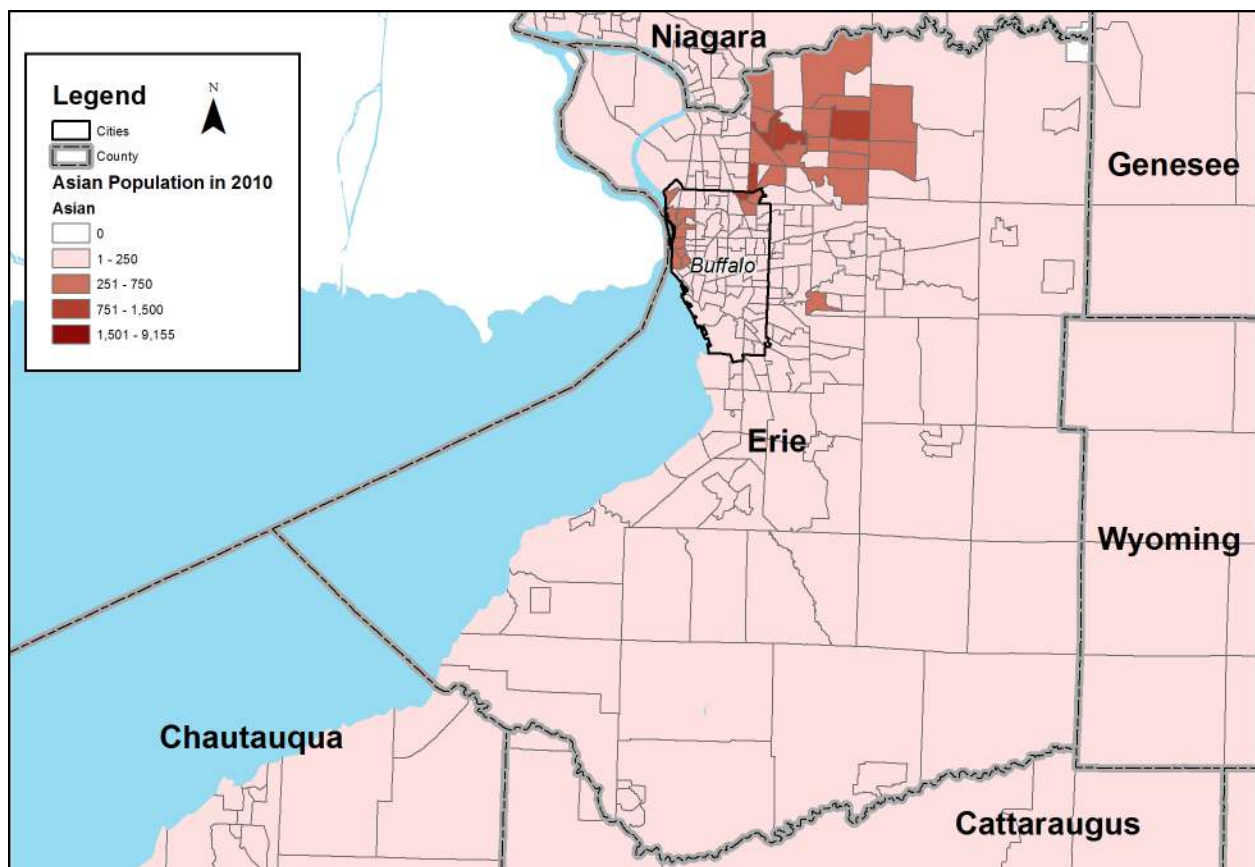 Niagara
Legend
N
Cities
County
Asian Population in 2010
Asian
0
1 - 250
251 - 750
751 - 1,500
1,501 - 9,155
Genesee
Buffalo
Erie
Wyoming
Chautauqua
Cattaraugus